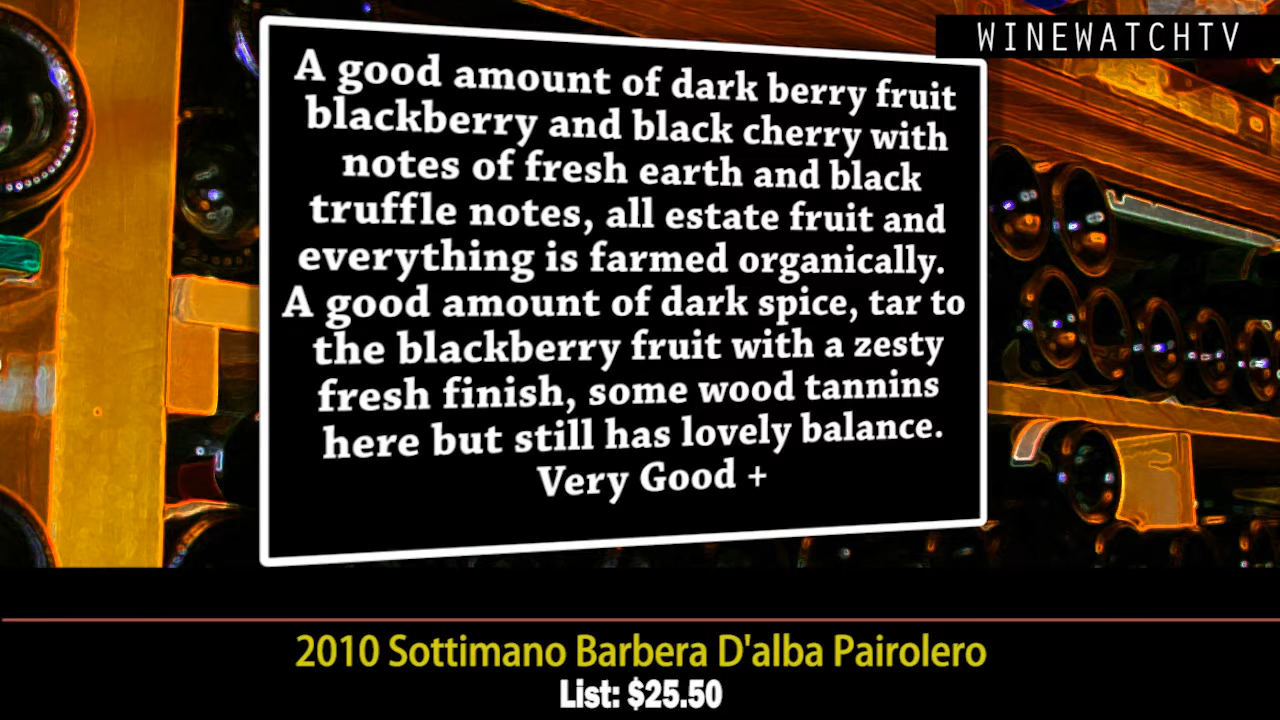 WINEWATCHTV
A good amount of dark berry fruit
blackberry and black cherry with
notes of fresh earth and black
truffle notes, all estate fruit and
everything is farmed organically.
A good amount of dark spice, tar to
the blackberry fruit with a zesty
fresh finish, some wood tannins
here but still has lovely balance.
Very Good +
2010 Sottimano Barbera D'alba Pairolero
List: $25.50